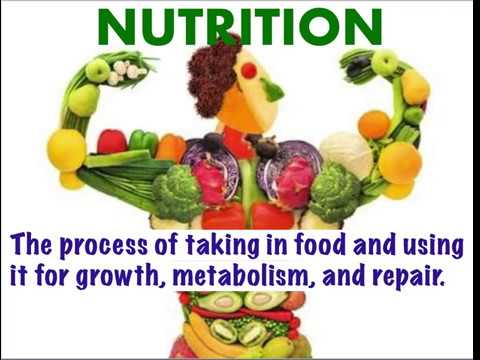 NUTRITION
The process of taking in food and using
it for growth, metabolism, and repair.